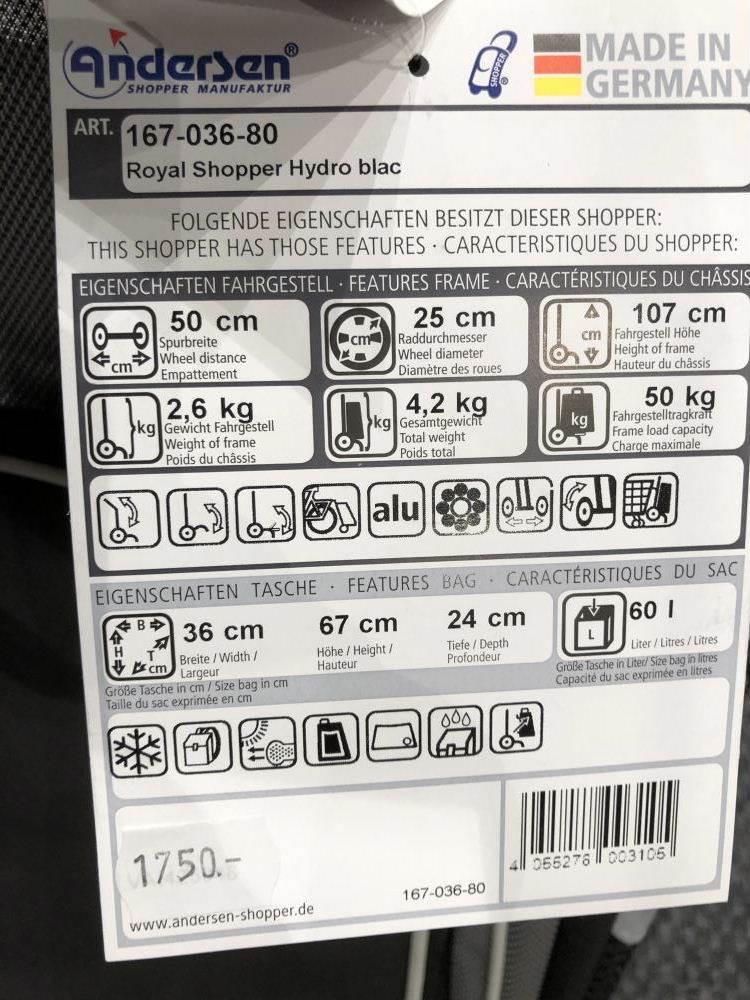 Andersen®
SHOPPER MANUFAKTUR
SHOPPER
MADE IN
GERMANY
ART. 167-036-80
Royal Shopper Hydro blac
FOLGENDE EIGENSCHAFTEN BESITZT DIESER SHOPPER:
THIS SHOPPER HAS THOSE FEATURES · CARACTERISTIQUES DU SHOPPER:
EIGENSCHAFTEN FAHRGESTELL · FEATURES FRAME · CARACTÉRISTIQUES DU CHÂSSIS
cm
50 cm
Spurbreite
Wheel distance
Empattement
cm
25 cm
Raddurchmesser
Wheel diameter
Diamètre des roues
cm
107 cm
Fahrgestell Höhe
Height of frame
Hauteur du châssis
kg
2,6 kg
Gewicht Fahrgestell
Weight of frame
Poids du châssis
kg
4,2 kg
Gesamtgewicht
Total weight
Poids total
kg
50 kg
Fahrgestelltragkraft
Frame load capacity
Charge maximale
alu
EIGENSCHAFTEN TASCHE · FEATURES BAG · CARACTÉRISTIQUES DU SAC
B
H T
cm
36 cm
Breite / Width /
Largeur
67 cm
Höhe / Height /
Hauteur
24 cm
Tiefe / Depth
Profondeur
L
60 l
Liter / Litres / Litres
Größe Tasche in cm / Size bag in cm
Taille du sac exprimée en cm
Größe Tasche in Liter/ Size bag in litres
Capacité du sac exprimée en litres
1750.-
www.andersen-shopper.de
167-036-80
4 055276 003105